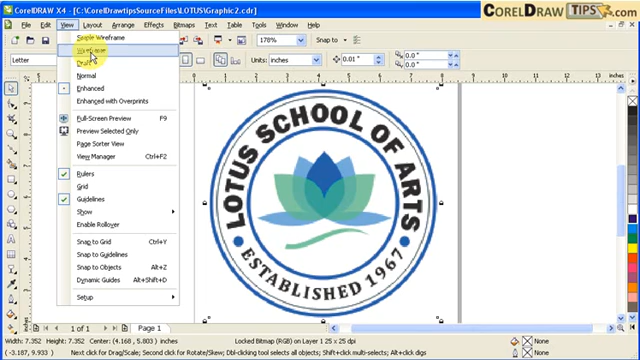 CORELDRAW TIPS.com
CorelDRAW X4 - [C:\CorelDrawtipsSourceFiles\LOTUS\Graphic2.cdr]
File Edit View Layout Arrange Effects Bitmaps Text Tools Window Help
178% Snap to
Letter Units: inches 0.01" 0.0" 0.0"
Simple Wireframe
Wireframe
Draft
Normal
Enhanced
Enhanced with Overprints
Full-Screen Preview F9
Preview Selected Only
Page Sorter View
View Manager Ctrl+F2
Rulers
Grid
Guidelines
Show
Enable Rollover
Snap to Grid Ctrl+Y
Snap to Guidelines
Snap to Objects Alt+Z
Dynamic Guides Alt+Shift+D
Setup
LOTUS SCHOOL OF ARTS
ESTABLISHED 1967
1 of 1 Page 1
Width: 7.352 Height: 7.352 Center: (4.168, 5.803) inches Locked Bitmap (RGB) on Layer 1 25 x 25 dpi None
(-3.187, 9.933) Next click for Drag/Scale; Second click for Rotate/Skew; Dbl-clicking tool selects all objects; Shift+click multi-selects; Alt+click digs None